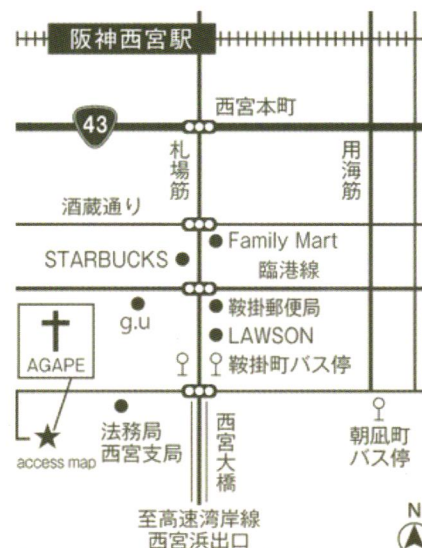 阪神西宮駅
西宮本町
43
札場筋
用海筋
酒蔵通り
Family Mart
STARBUCKS
臨港線
g.u
鞍掛郵便局
LAWSON
AGAPE
鞍掛町バス停
法務局
西宮支局
access map
西宮大橋
朝凪町
バス停
至高速湾岸線
西宮浜出口
N